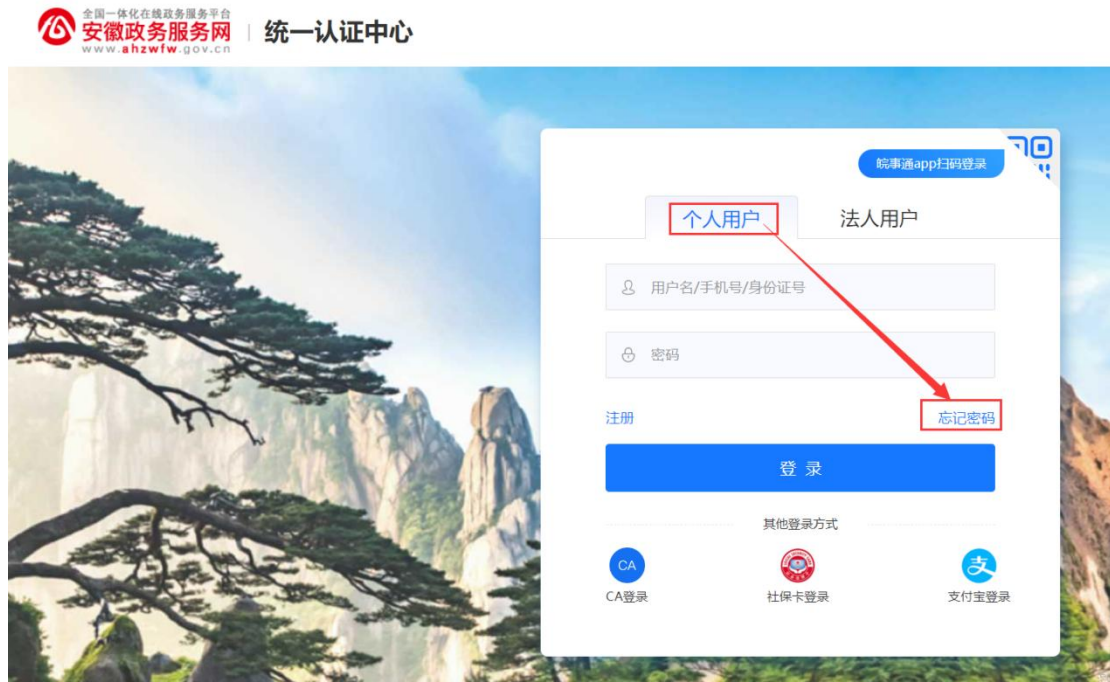 全国一体化在线政务服务平台
安徽政务服务网
www.ahzwfw.gov.cn
统一认证中心
皖事通app扫码登录
个人用户
法人用户
用户名/手机号/身份证号
密码
注册
忘记密码
登 录
其他登录方式
CA
支
CA登录
社保卡登录
支付宝登录